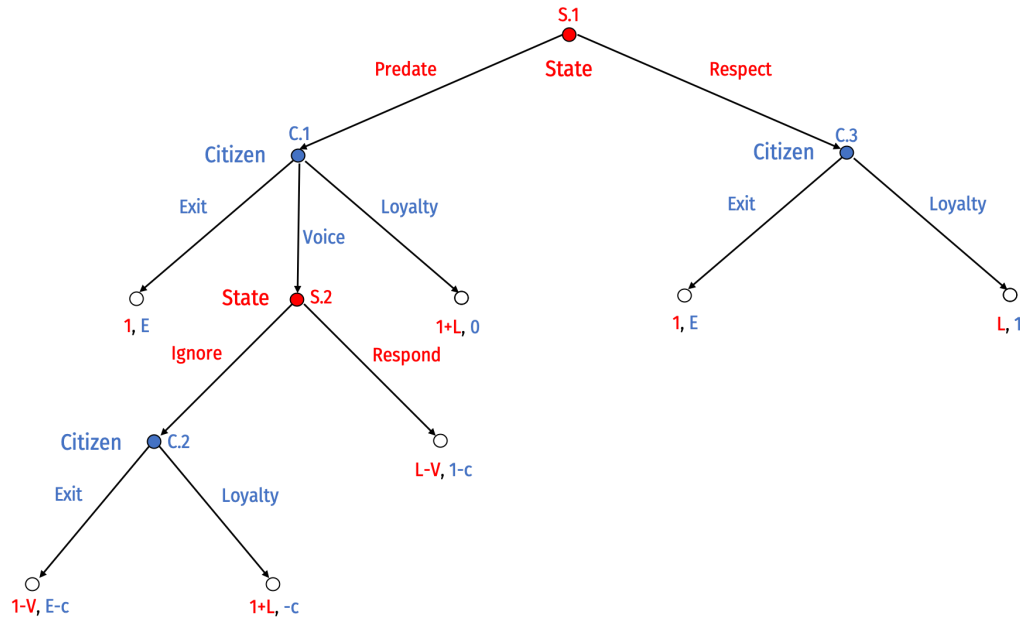 S.1
State
Predate
Respect
C.1
Citizen
C.3
Citizen
Exit
Voice
Loyalty
Exit
Loyalty
State
S.2
1, E
1+L, 0
1, E
L, 1
Ignore
Respond
Citizen
C.2
L-V, 1-c
Exit
Loyalty
1-V, E-c
1+L, -c